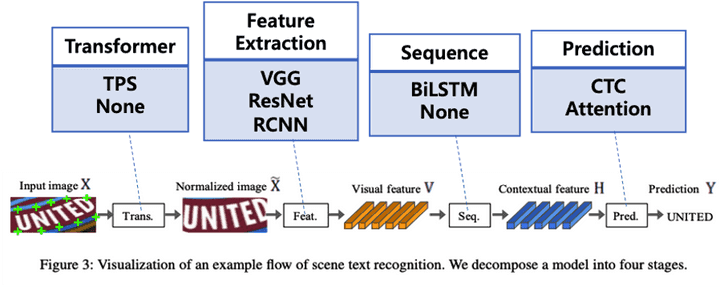 Transformer
TPS
None
Feature
Extraction
VGG
ResNet
RCNN
Sequence
BiLSTM
None
Prediction
CTC
Attention
Input image X
Normalized image X̃
Visual feature V
Contextual feature H
Prediction Y
UNITED
Trans.
UNITED
Feat.
Seq.
Pred.
UNITED
Figure 3: Visualization of an example flow of scene text recognition. We decompose a model into four stages.